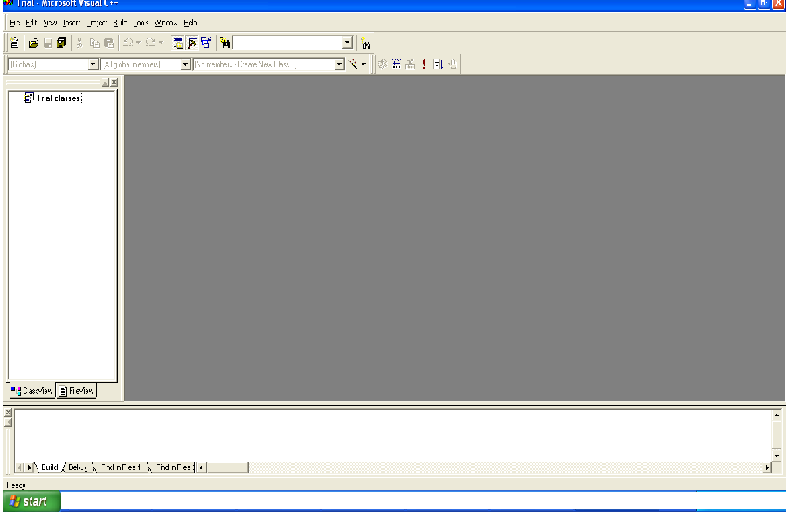 Trial - Microsoft Visual C++
File Edit View Insert Project Build Tools Window Help
[Globals] [All global members] [No members - Create New Class...]
Trial classes
ClassView FileView
Build Debug Find in Files 1 Find in Files 2
Ready
start